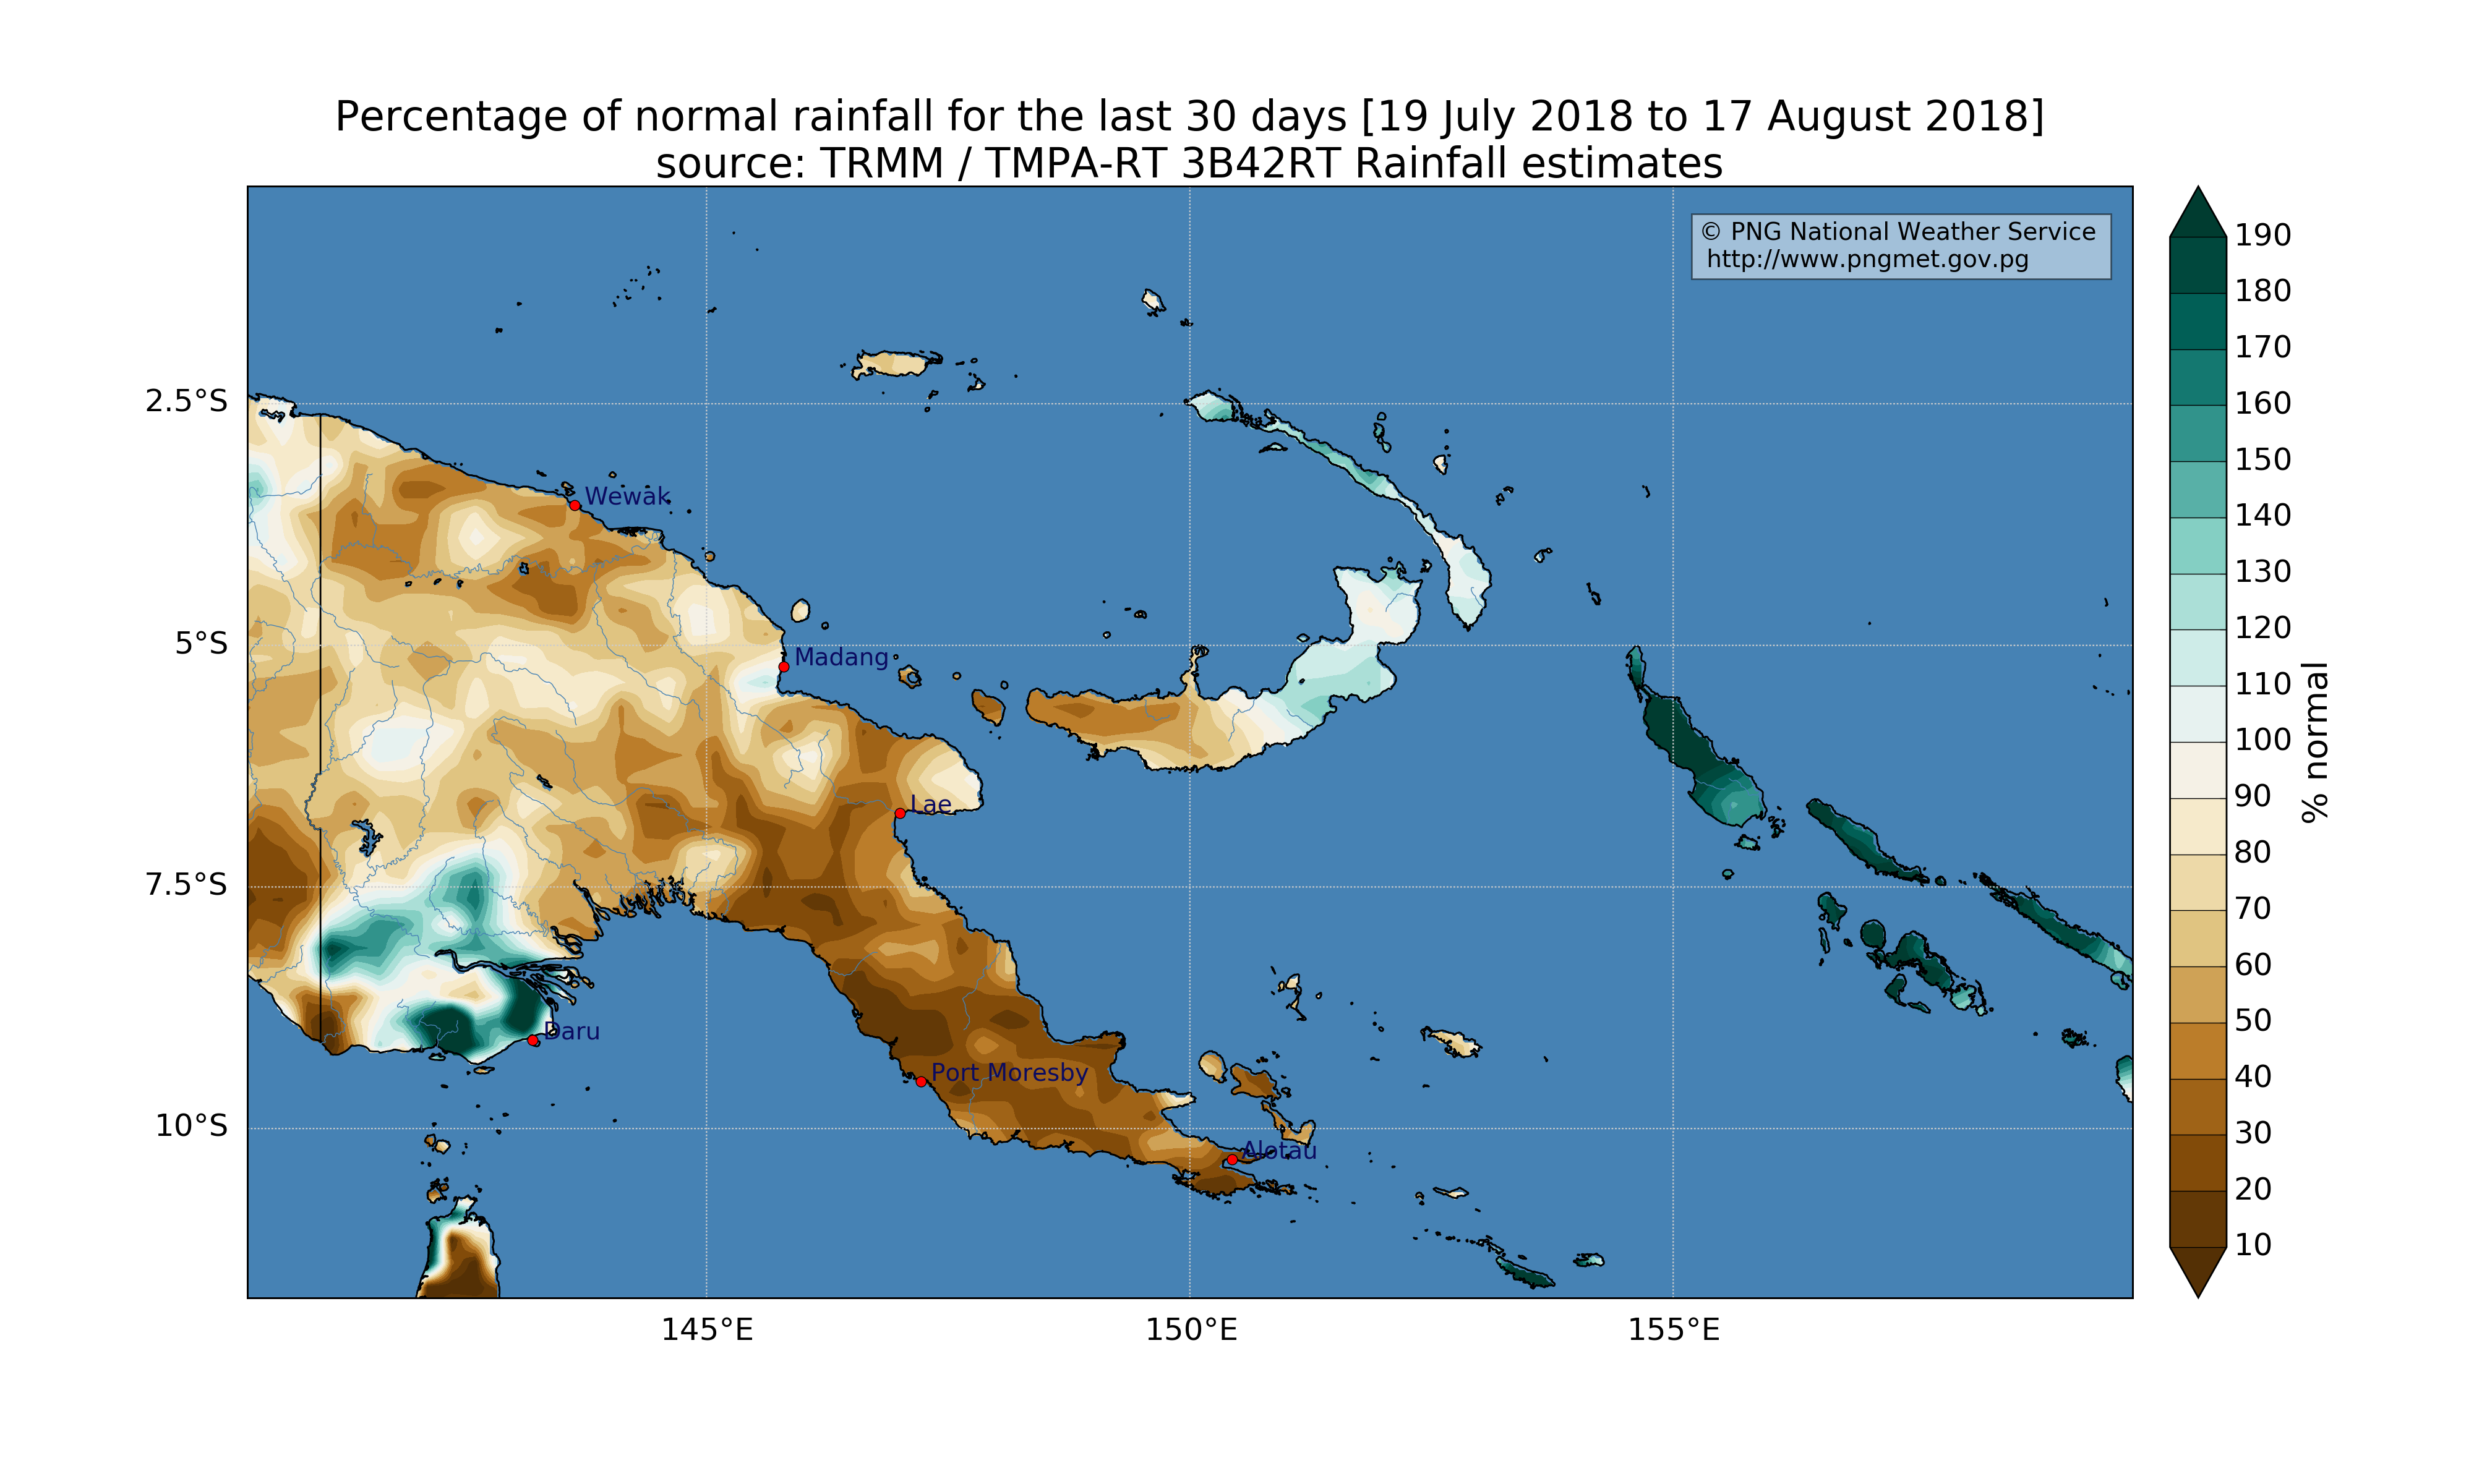 Percentage of normal rainfall for the last 30 days [19 July 2018 to 17 August 2018]
source: TRMM / TMPA-RT 3B42RT Rainfall estimates
© PNG National Weather Service
http://www.pngmet.gov.pg
190
180
170
160
150
140
130
120
110
100
90
80
70
60
50
40
30
20
10
% normal
2.5°S
5°S
7.5°S
10°S
Wewak
Madang
Lae
Daru
Port Moresby
Alotau
145°E
150°E
155°E